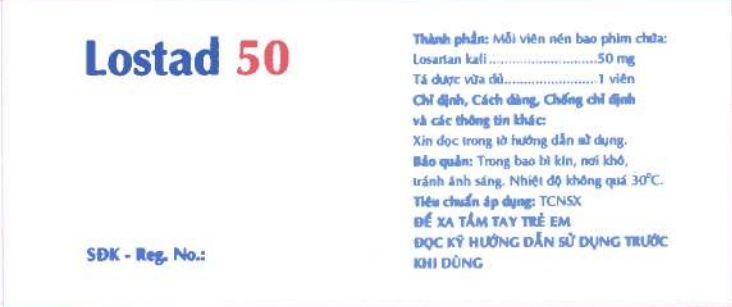 Lostad 50
SĐK - Reg. No.:
Thành phần: Mỗi viên nén bao phim chứa:
Losartan kali..............................50 mg
Tá dược vừa đủ..........................1 viên
Chỉ định, Cách dùng, Chống chỉ định
và các thông tin khác:
Xin đọc trong tờ hướng dẫn sử dụng.
Bảo quản: Trong bao bì kín, nơi khô,
tránh ánh sáng. Nhiệt độ không quá 30°C.
Tiêu chuẩn áp dụng: TCNSX
ĐỂ XA TẦM TAY TRẺ EM
ĐỌC KỸ HƯỚNG DẪN SỬ DỤNG TRƯỚC
KHI DÙNG